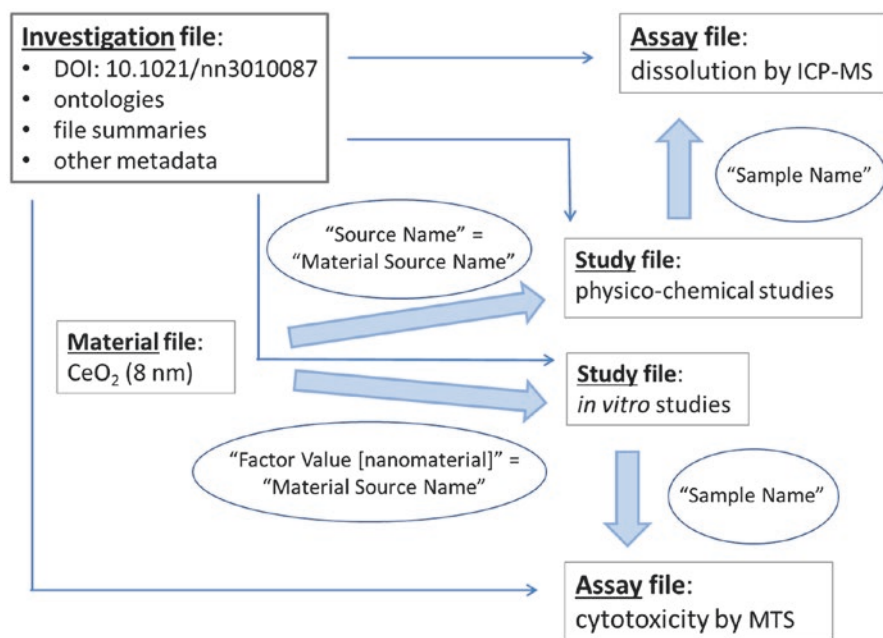 Investigation file:
• DOI: 10.1021/nn3010087
• ontologies
• file summaries
• other metadata
Assay file:
dissolution by ICP-MS
“Sample Name”
“Source Name” =
“Material Source Name”
Study file:
physico-chemical studies
Material file:
CeO₂ (8 nm)
Study file:
in vitro studies
“Factor Value [nanomaterial]” =
“Material Source Name”
“Sample Name”
Assay file:
cytotoxicity by MTS